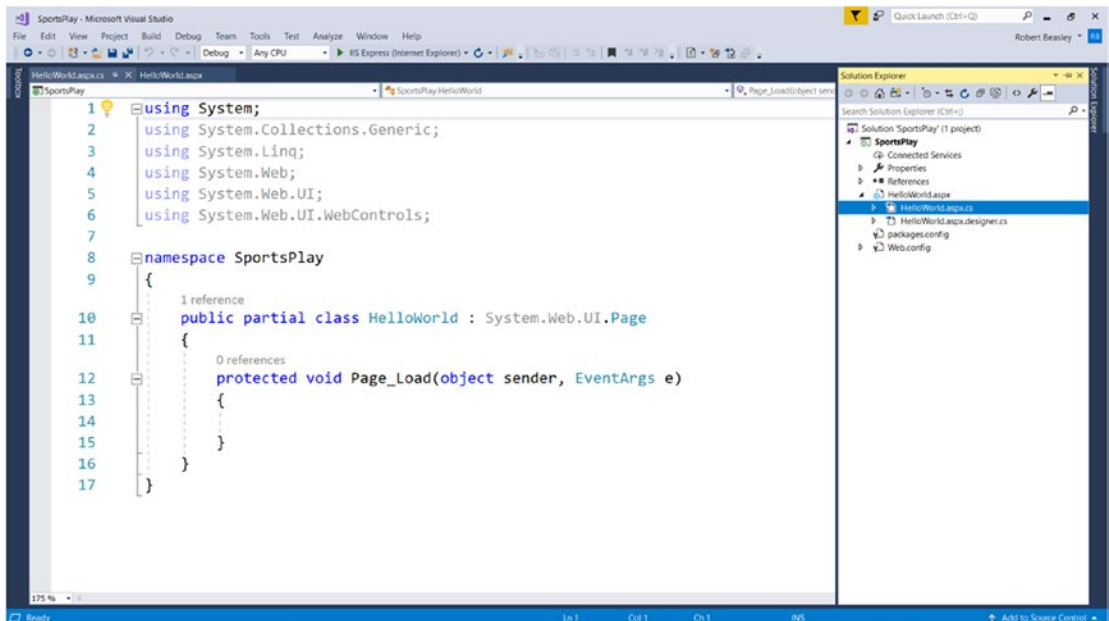 SportsPlay - Microsoft Visual Studio
Quick Launch (Ctrl+Q)
File Edit View Project Build Debug Team Tools Test Analyze Window Help
Robert Beasley
RB
Debug Any CPU IIS Express (Internet Explorer)
Toolbox
HelloWorld.aspx.cs HelloWorld.aspx
SportsPlay SportsPlay.HelloWorld Page_Load(object send
1 using System;
2 using System.Collections.Generic;
3 using System.Linq;
4 using System.Web;
5 using System.Web.UI;
6 using System.Web.UI.WebControls;
7
8 namespace SportsPlay
9 {
1 reference
10 public partial class HelloWorld : System.Web.UI.Page
11 {
0 references
12 protected void Page_Load(object sender, EventArgs e)
13 {
14
15 }
16 }
17 }
175 %
Solution Explorer
Search Solution Explorer (Ctrl+;)
Solution 'SportsPlay' (1 project)
SportsPlay
Connected Services
Properties
References
HelloWorld.aspx
HelloWorld.aspx.cs
HelloWorld.aspx.designer.cs
packages.config
Web.config
Solution Explorer
Ready Ln 1 Col 1 Ch 1 INS Add to Source Control